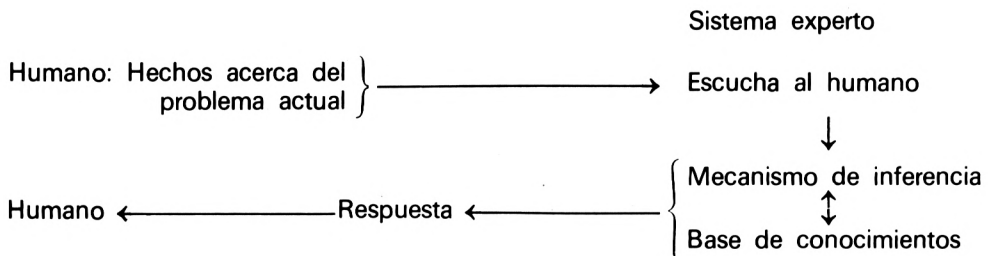 Sistema experto
Humano: Hechos acerca del
problema actual
Escucha al humano
Mecanismo de inferencia
Humano
Respuesta
Base de conocimientos